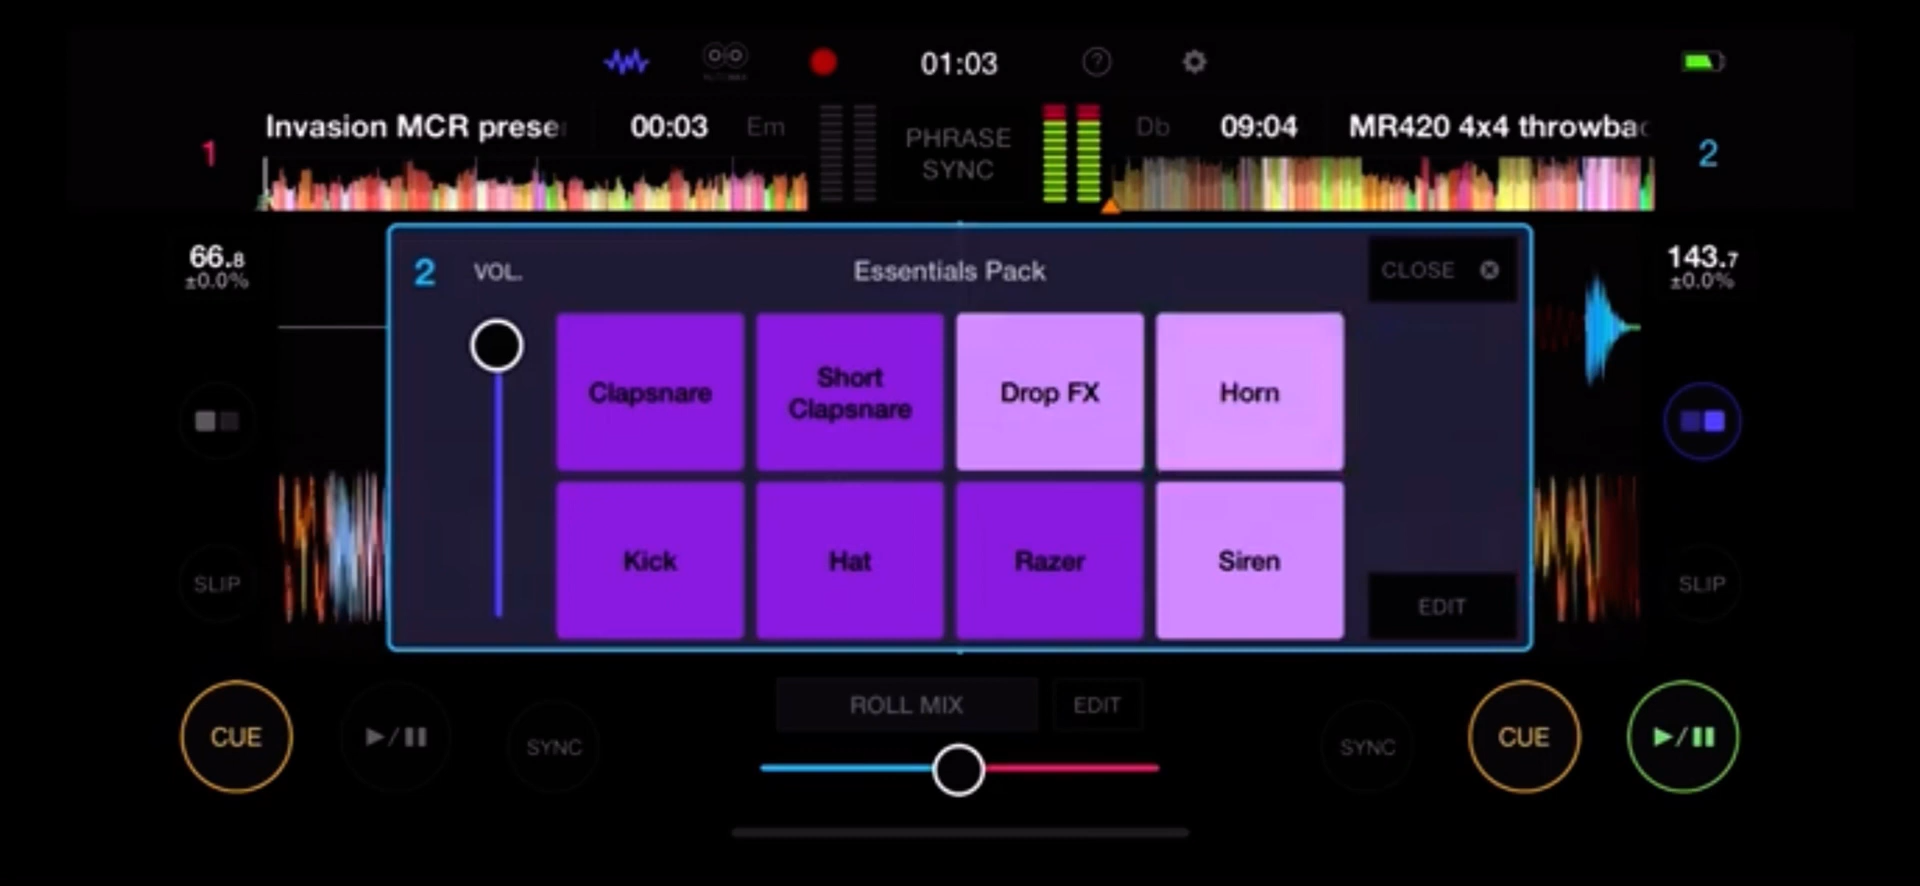 01:03
?
1
Invasion MCR prese
00:03
Em
PHRASE
SYNC
Db
09:04
MR420 4x4 throwbac
2
66.8
±0.0%
143.7
±0.0%
2
VOL.
Essentials Pack
CLOSE
Clapsnare
Short
Clapsnare
Drop FX
Horn
Kick
Hat
Razer
Siren
EDIT
SLIP
SLIP
CUE
▶/❚❚
SYNC
ROLL MIX
EDIT
SYNC
CUE
▶/❚❚